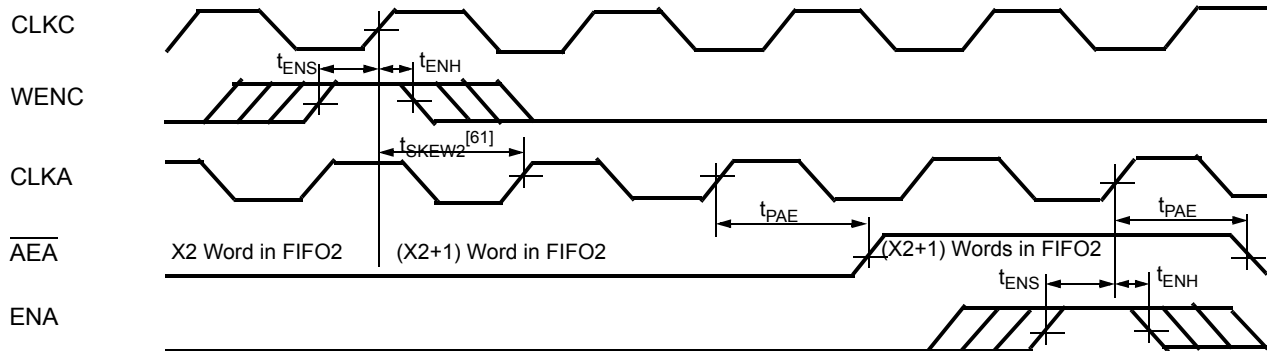 CLKC
tENS tENH
WENC
tSKEW2[61]
CLKA
tPAE tPAE
AEA X2 Word in FIFO2 (X2+1) Word in FIFO2 (X2+1) Words in FIFO2
tENS tENH
ENA